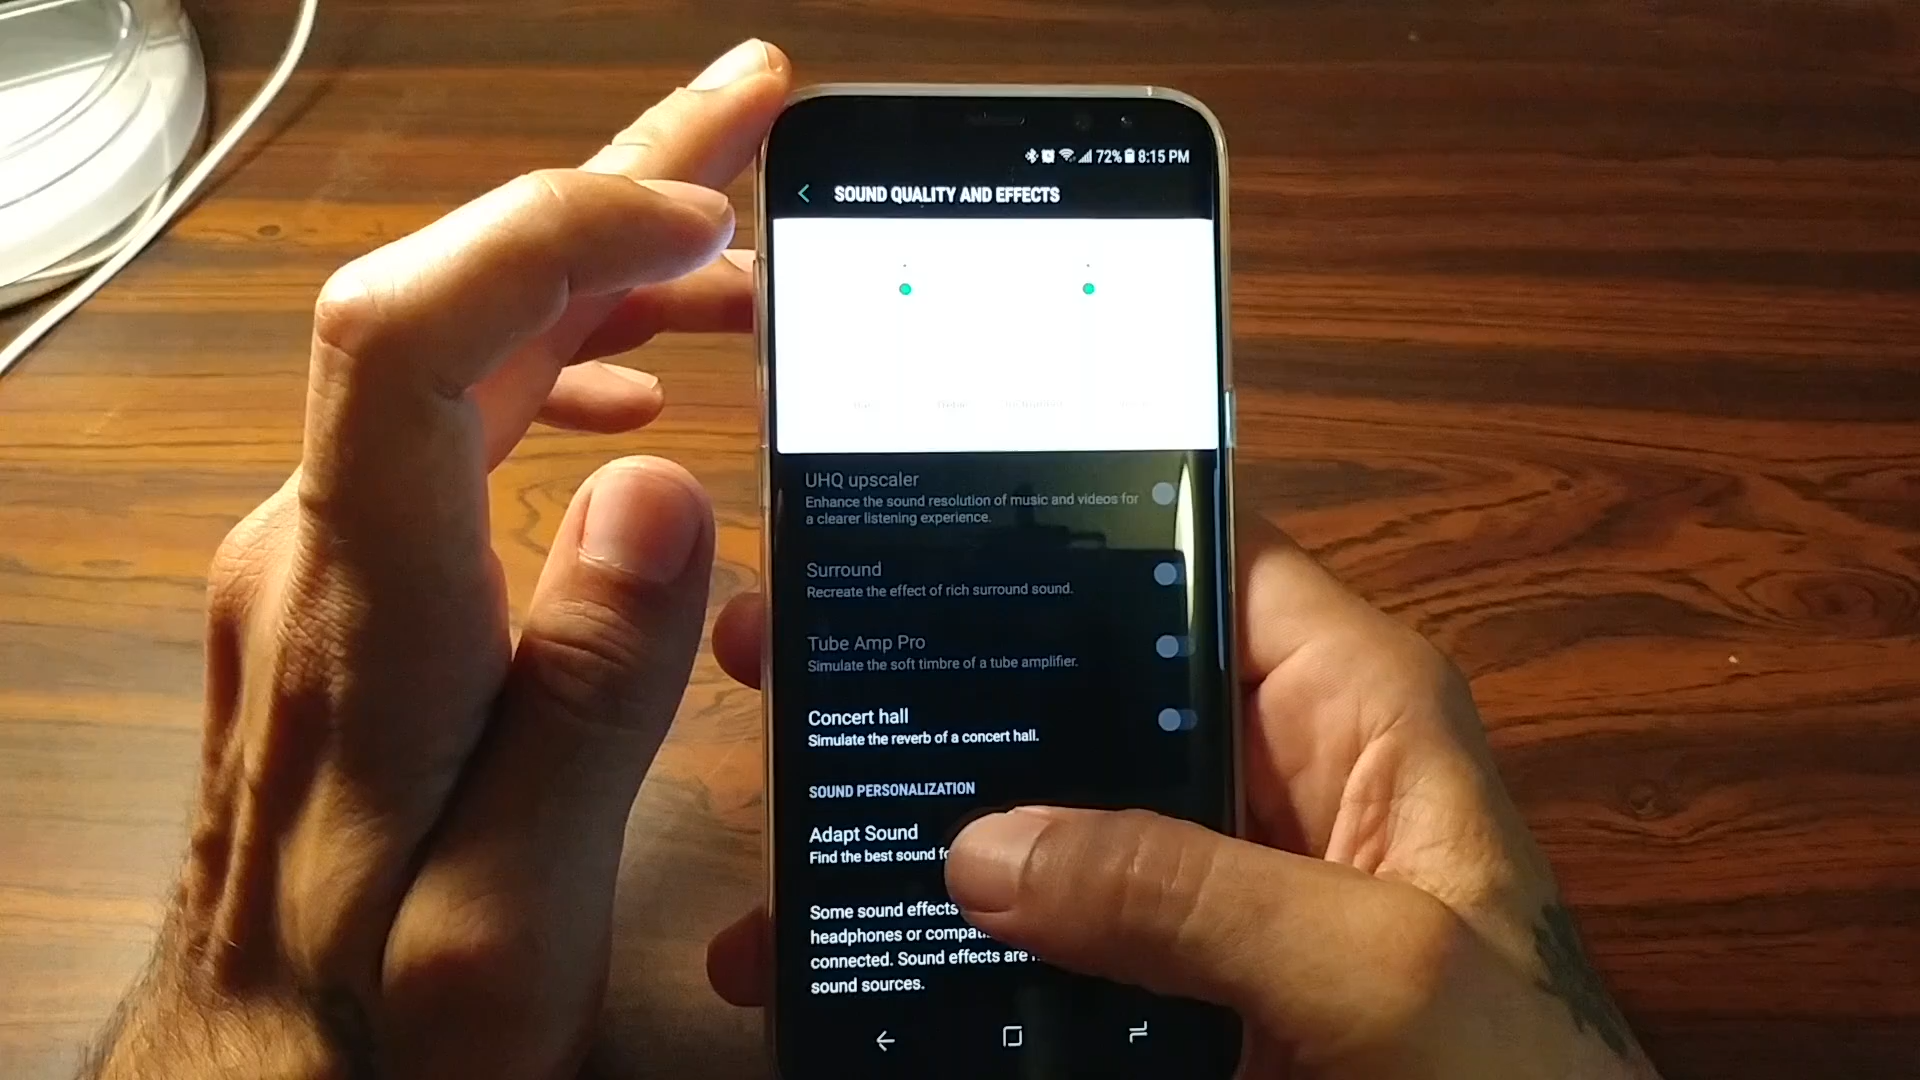 72% 8:15 PM
SOUND QUALITY AND EFFECTS
UHQ upscaler
Enhance the sound resolution of music and videos for
a clearer listening experience.
Surround
Recreate the effect of rich surround sound.
Tube Amp Pro
Simulate the soft timbre of a tube amplifier.
Concert hall
Simulate the reverb of a concert hall.
SOUND PERSONALIZATION
Adapt Sound
Find the best sound
Some sound effects
headphones or
connected. Sound effects are
sound sources.